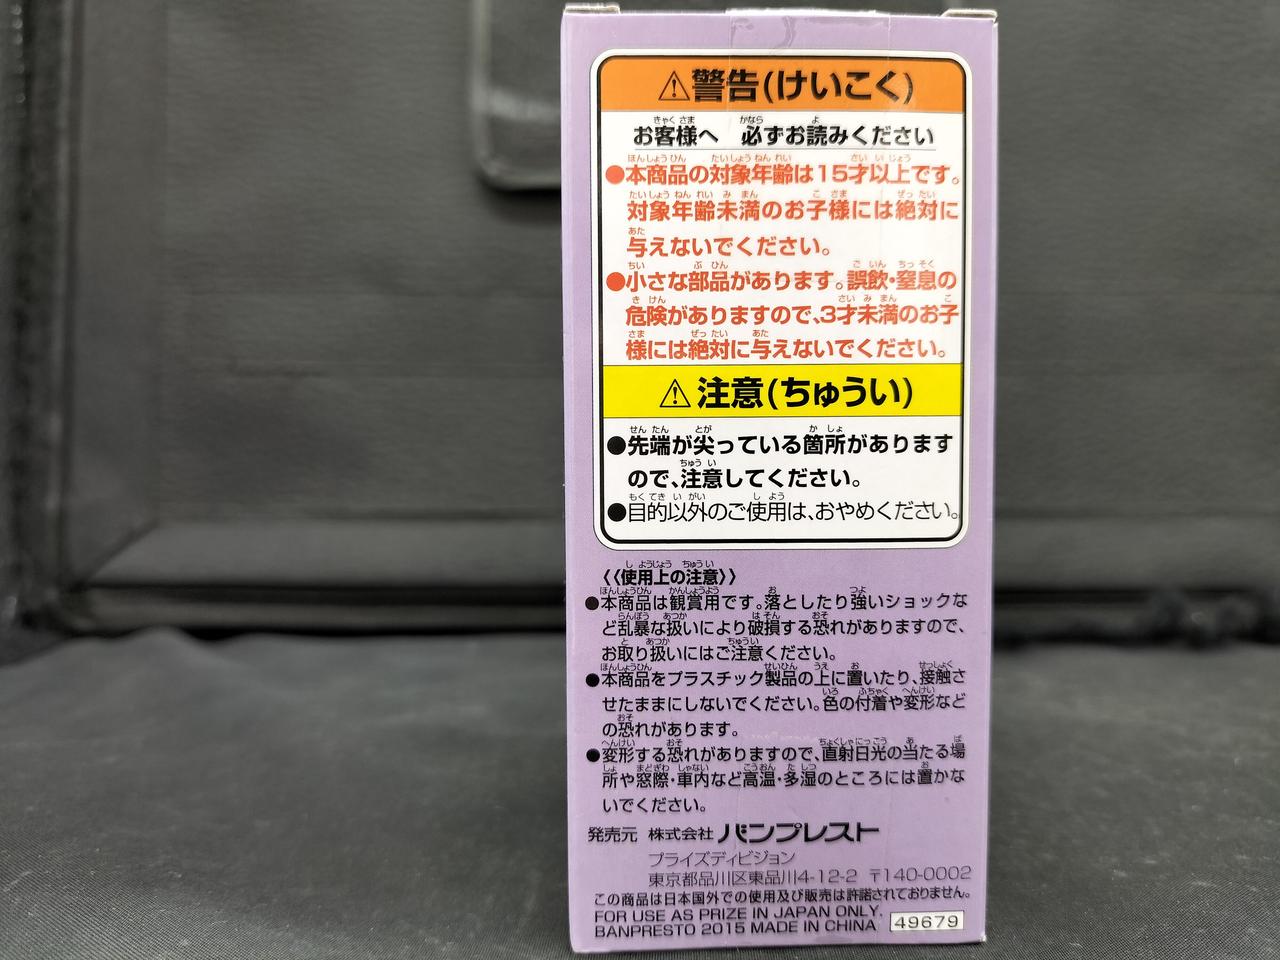 ⚠警告(けいこく)
お客様へ 必ずお読みください
●本商品の対象年齢は15才以上です。
対象年齢未満のお子様には絶対に
与えないでください。
●小さな部品があります。誤飲・窒息の
危険がありますので、3才未満のお子
様には絶対に与えないでください。
⚠注意(ちゅうい)
●先端が尖っている箇所があります
ので、注意してください。
●目的以外のご使用は、おやめください。
〈〈使用上の注意〉〉
●本商品は観賞用です。落としたり強いショックな
ど乱暴な扱いにより破損する恐れがありますので、
お取り扱いにはご注意ください。
●本商品をプラスチック製品の上に置いたり、接触さ
せたままにしないでください。色の付着や変形など
の恐れがあります。
●変形する恐れがありますので、直射日光の当たる場
所や窓際・車内など高温・多湿のところには置かな
いでください。
発売元 株式会社 バンプレスト
プライズディビジョン
東京都品川区東品川4-12-2 〒140-0002
この商品は日本国外での使用及び販売は許諾されておりません。
FOR USE AS PRIZE IN JAPAN ONLY.
BANPRESTO 2015 MADE IN CHINA 49679